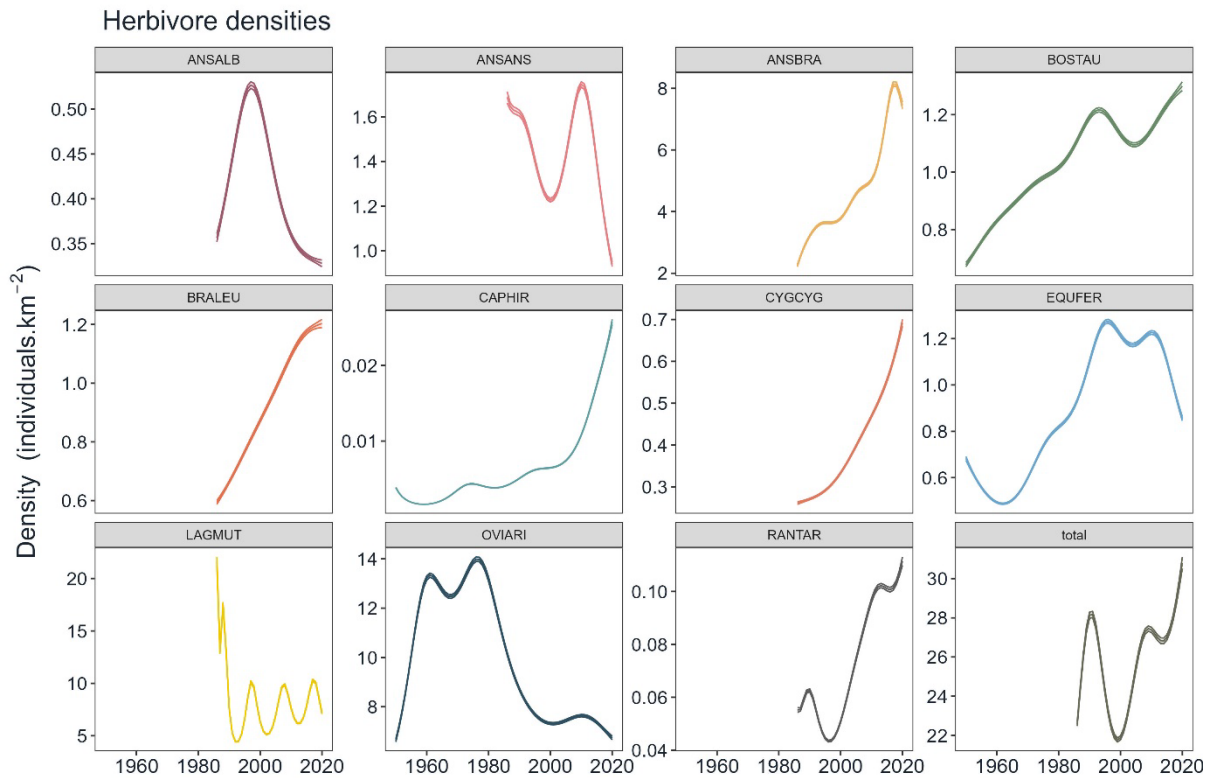 Herbivore densities
Density (individuals.km−2)
ANSALB ANSANS ANSBRA BOSTAU
0.50 1.6 8 1.2
0.45 1.4 6 1.0
0.40 1.2 4 0.8
0.35 1.0 2
BRALEU CAPHIR CYGCYG EQUFER
1.2 0.02 0.7 1.2
1.0 0.01 0.6 1.0
0.8 0.5 0.8
0.6 0.4 0.6
0.3
LAGMUT OVIARI RANTAR total
20 14 0.10 30
15 12 0.08 28
10 10 0.06 26
5 8 0.04 24
22
1960 1980 2000 2020 1960 1980 2000 2020 1960 1980 2000 2020 1960 1980 2000 2020